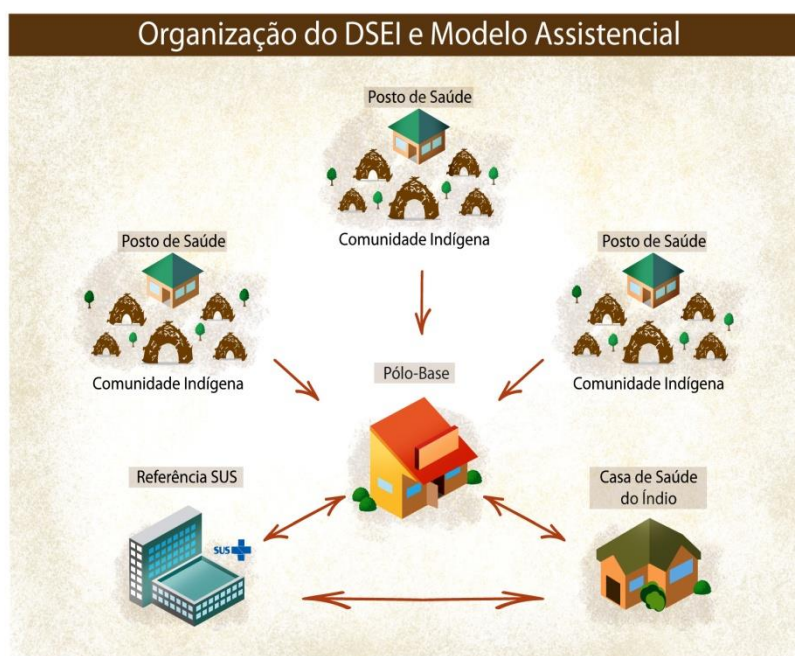 Organização do DSEI e Modelo Assistencial
Posto de Saúde
Comunidade Indígena
Posto de Saúde
Comunidade Indígena
Posto de Saúde
Comunidade Indígena
Pólo-Base
Referência SUS
SUS
Casa de Saúde
do Índio